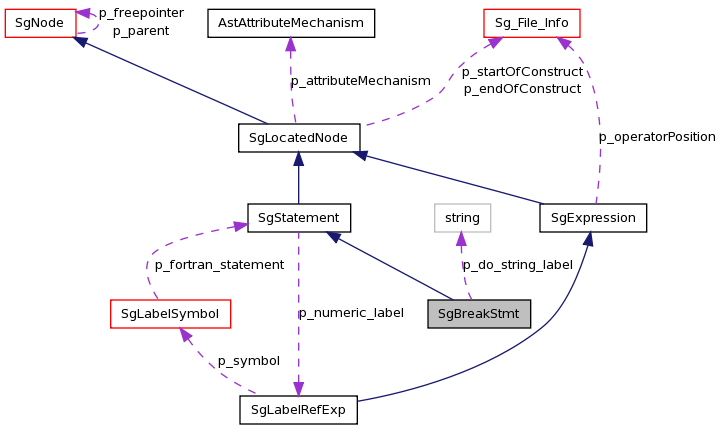 SgNode
p_freepointer
p_parent
AstAttributeMechanism
Sg_File_Info
p_attributeMechanism
p_startOfConstruct
p_endOfConstruct
SgLocatedNode
p_operatorPosition
SgStatement
string
SgExpression
p_fortran_statement
p_do_string_label
SgLabelSymbol
p_numeric_label
SgBreakStmt
p_symbol
SgLabelRefExp